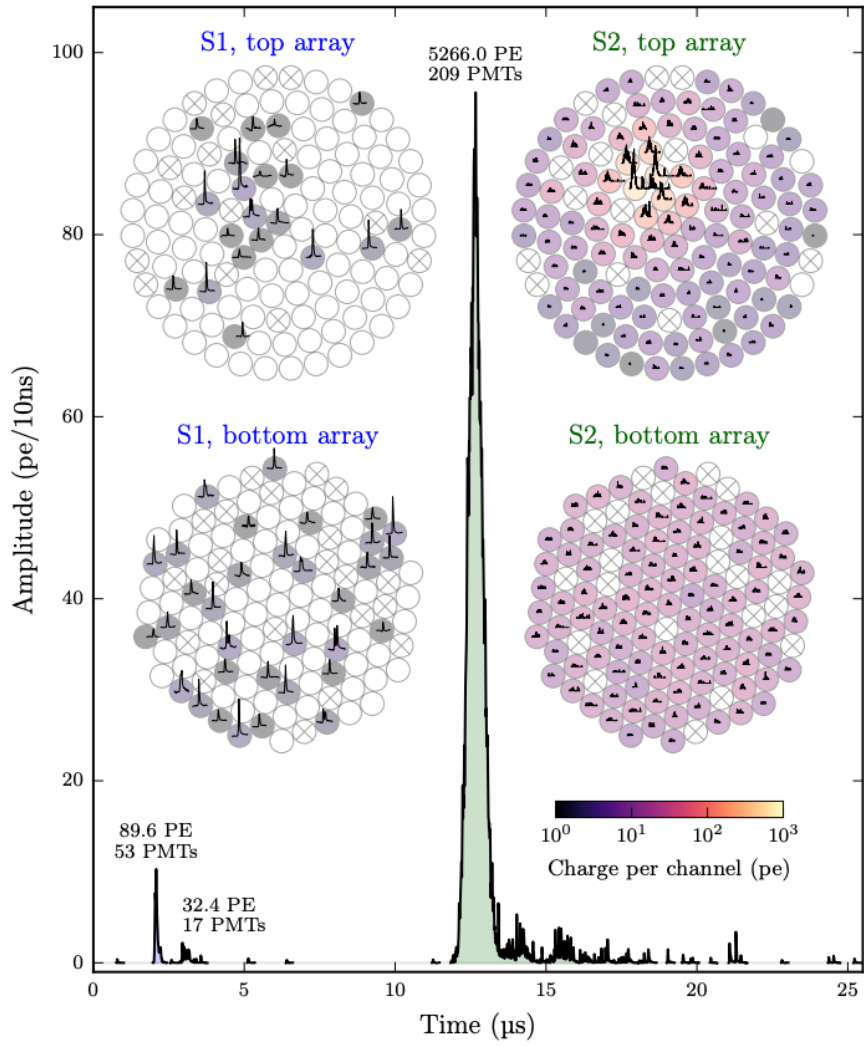 S1, top array
5266.0 PE
209 PMTs
S2, top array
S1, bottom array
S2, bottom array
89.6 PE
53 PMTs
32.4 PE
17 PMTs
10⁰ 10¹ 10² 10³
Charge per channel (pe)
Amplitude (pe/10ns)
100
80
60
40
20
0
0 5 10 15 20 25
Time (µs)